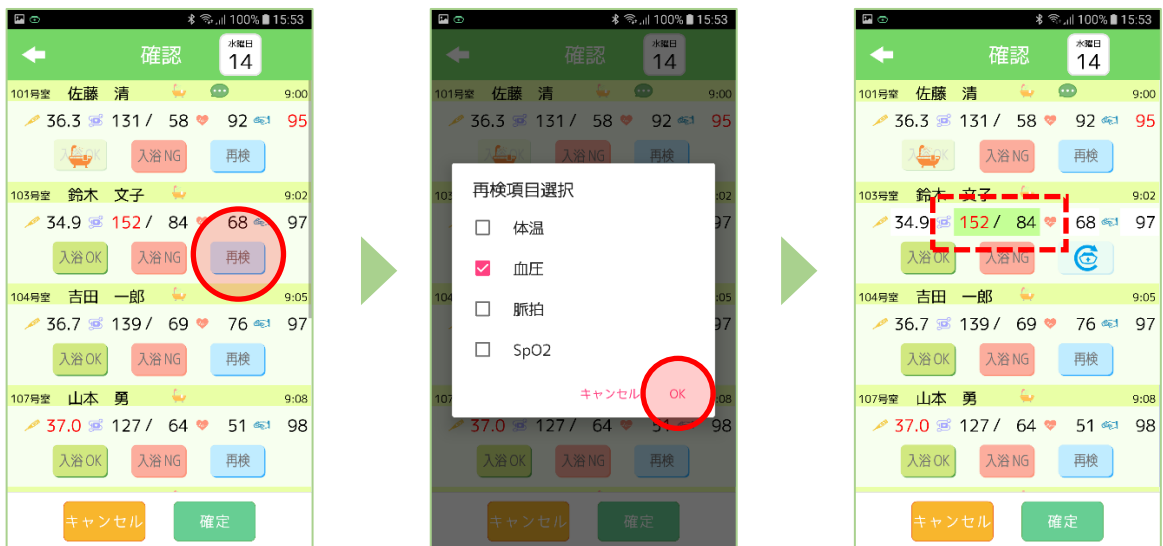 100% 15:53
確認
水曜日
14
101号室 佐藤 清 9:00
36.3 131 / 58 92 95
入浴NG 再検
103号室 鈴木 文子 9:02
34.9 152 / 84 68 97
入浴OK 入浴NG 再検
104号室 吉田 一郎 9:05
36.7 139 / 69 76 97
入浴OK 入浴NG 再検
107号室 山本 勇 9:08
37.0 127 / 64 51 98
入浴OK 入浴NG 再検
キャンセル 確定
100% 15:53
確認
水曜日
14
101号室 佐藤 清 9:00
36.3 131 / 58 92 95
入浴NG 再検
再検項目選択
体温
血圧
脈拍
SpO2
キャンセル OK
37.0 127 / 64 51 98
入浴OK 入浴NG 再検
キャンセル 確定
100% 15:53
確認
水曜日
14
101号室 佐藤 清 9:00
36.3 131 / 58 92 95
入浴NG 再検
103号室 鈴木 文子 9:02
34.9 152 / 84 68 97
入浴OK 入浴NG
104号室 吉田 一郎 9:05
36.7 139 / 69 76 97
入浴OK 入浴NG 再検
107号室 山本 勇 9:08
37.0 127 / 64 51 98
入浴OK 入浴NG 再検
キャンセル 確定